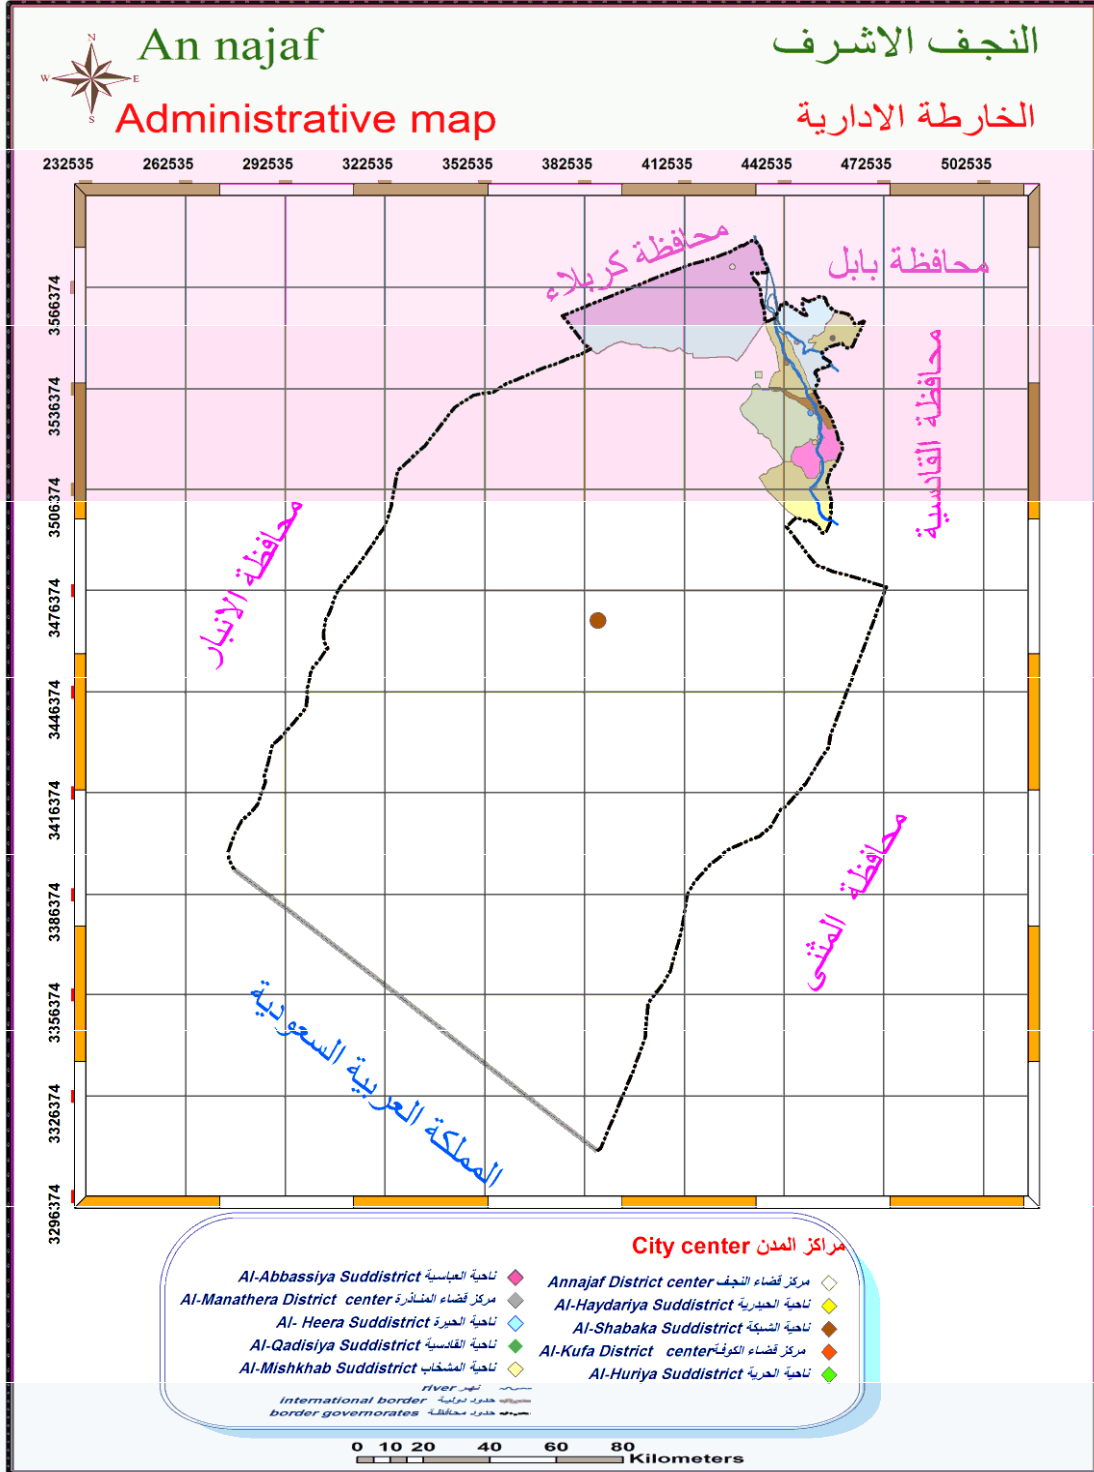 An najaf
النجف الاشرف
N
W E
S
Administrative map
الخارطة الادارية
232535 262535 292535 322535 352535 382535 412535 442535 472535 502535
محافظة كربلاء
محافظة بابل
3566374
محافظة القادسية
3536374
3506374
محافظة الانبار
3476374
3446374
3416374
محافظة المثنى
3386374
3356374
المملكة العربية السعودية
3326374
3296374
City center مراكز المدن
Al-Abbassiya Suddistrict ناحية العباسية
Al-Manathera District center مركز قضاء المناذرة
Al- Heera Suddistrict ناحية الحيرة
Al-Qadisiya Suddistrict ناحية القادسية
Al-Mishkhab Suddistrict ناحية المشخاب
river نهر
international border حدود دولية
border governorates حدود محافظة
Annajaf District center مركز قضاء النجف
Al-Haydariya Suddistrict ناحية الحيدرية
Al-Shabaka Suddistrict ناحية الشبكة
Al-Kufa District center مركز قضاء الكوفة
Al-Huriya Suddistrict ناحية الحرية
0 10 20 40 60 80
Kilometers